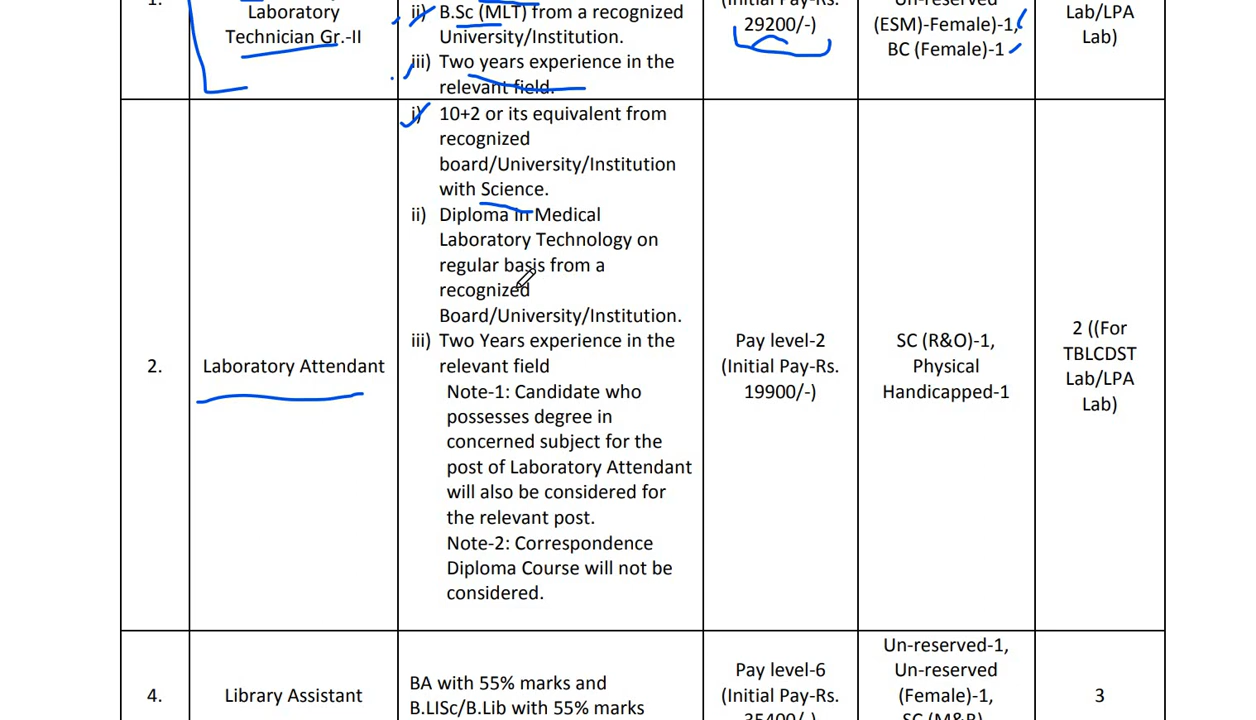 1.
Laboratory
Technician Gr.-II
ii) B.Sc (MLT) from a recognized
University/Institution.
iii) Two years experience in the
relevant field.
(Initial Pay-Rs.
29200/-)
Un-reserved
(ESM)-Female)-1,
BC (Female)-1
Lab/LPA
Lab)
2.
Laboratory Attendant
i) 10+2 or its equivalent from
recognized
board/University/Institution
with Science.
ii) Diploma in Medical
Laboratory Technology on
regular basis from a
recognized
Board/University/Institution.
iii) Two Years experience in the
relevant field
Note-1: Candidate who
possesses degree in
concerned subject for the
post of Laboratory Attendant
will also be considered for
the relevant post.
Note-2: Correspondence
Diploma Course will not be
considered.
Pay level-2
(Initial Pay-Rs.
19900/-)
SC (R&O)-1,
Physical
Handicapped-1
2 ((For
TBLCDST
Lab/LPA
Lab)
4.
Library Assistant
BA with 55% marks and
B.LISc/B.Lib with 55% marks
Pay level-6
(Initial Pay-Rs.
35400/-)
Un-reserved-1,
Un-reserved
(Female)-1,
SC (M&B)
3